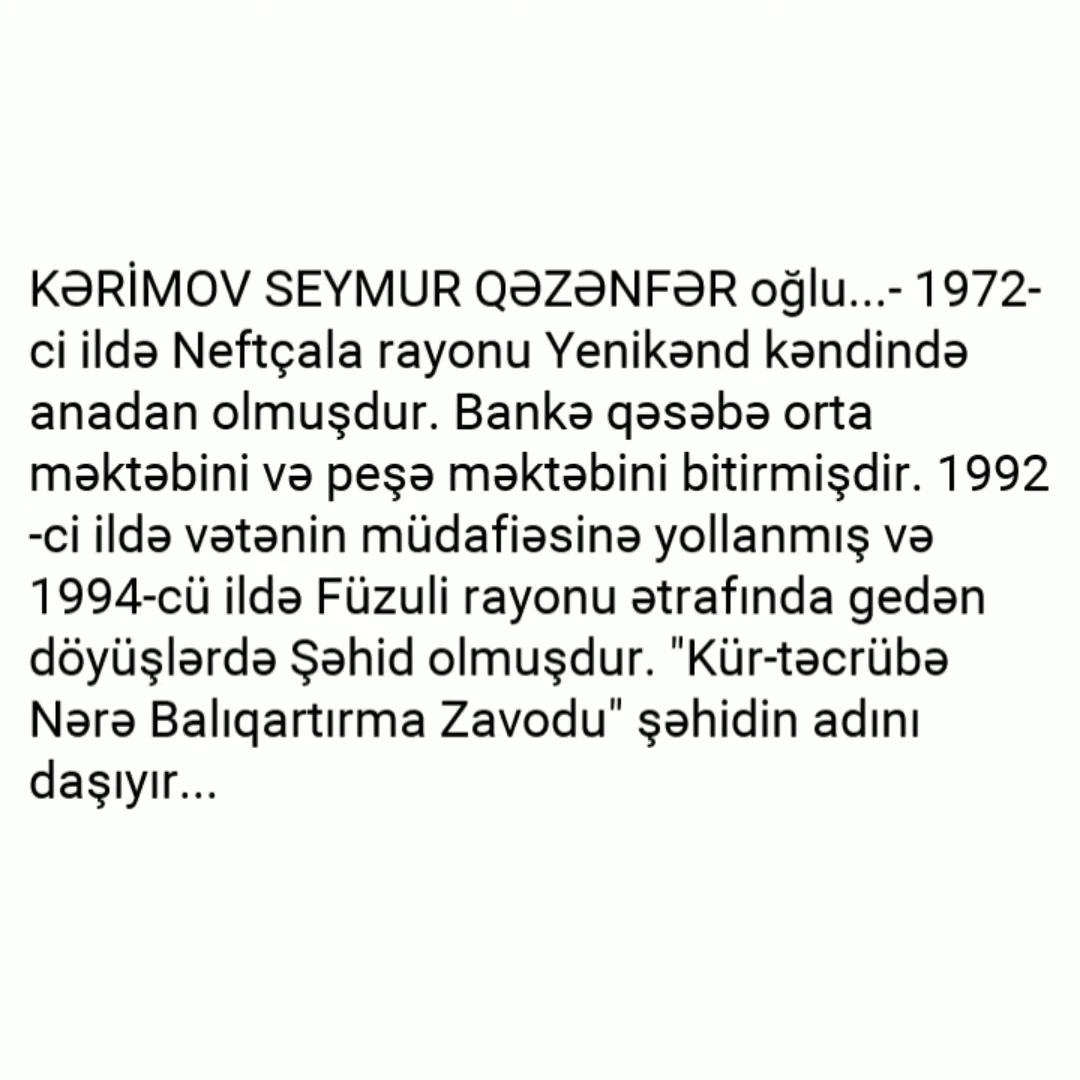 KƏRİMOV SEYMUR QƏZƏNFƏR oğlu...- 1972-
ci ildə Neftçala rayonu Yenikənd kəndində
anadan olmuşdur. Bankə qəsəbə orta
məktəbini və peşə məktəbini bitirmişdir. 1992
-ci ildə vətənin müdafiəsinə yollanmış və
1994-cü ildə Füzuli rayonu ətrafında gedən
döyüşlərdə Şəhid olmuşdur. "Kür-təcrübə
Nərə Balıqartırma Zavodu" şəhidin adını
daşıyır...